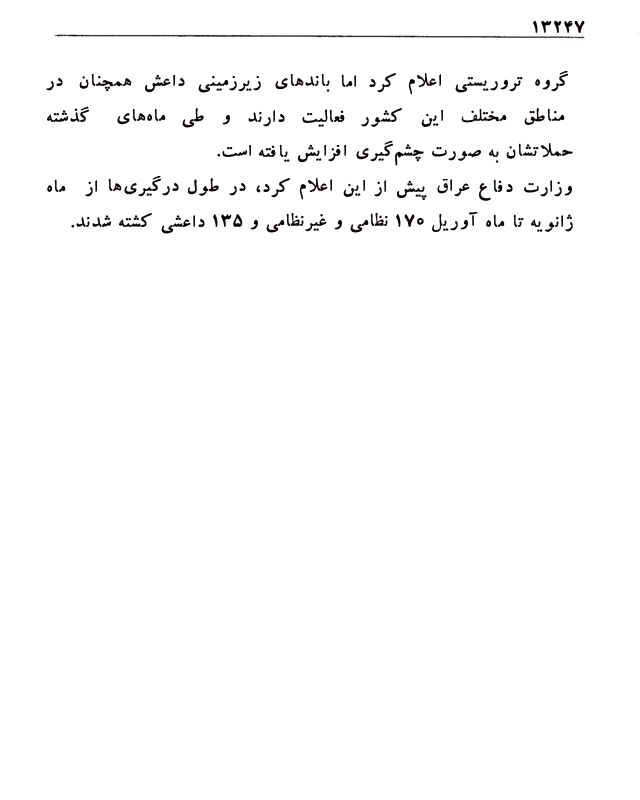 ۱۳۲۴۷
گروه تروریستی اعلام کرد اما باندهای زیرزمینی داعش همچنان در
مناطق مختلف این کشور فعالیت دارند و طی ماه‌های گذشته
حملاتشان به صورت چشم‌گیری افزایش یافته است.
وزارت دفاع عراق پیش از این اعلام کرد، در طول درگیری‌ها از ماه
ژانویه تا ماه آوریل ۱۷۰ نظامی و غیرنظامی و ۱۳۵ داعشی کشته شدند.